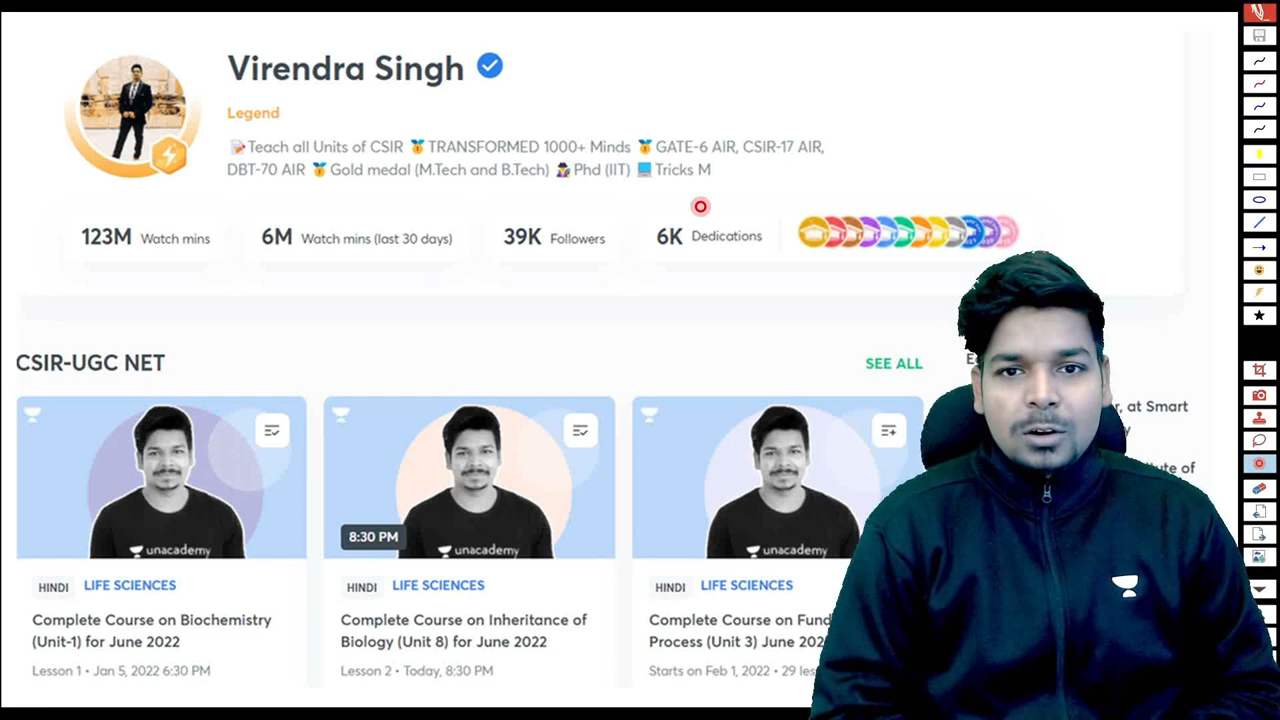 Virendra Singh
Legend
Teach all Units of CSIR 🥇TRANSFORMED 1000+ Minds 🥇GATE-6 AIR, CSIR-17 AIR,
DBT-70 AIR 🥇Gold medal (M.Tech and B.Tech) Phd (IIT) 💻 Tricks M
123M Watch mins
6M Watch mins (last 30 days)
39K Followers
6K Dedications
CSIR-UGC NET
SEE ALL
at Smart
of
unacademy
HINDI LIFE SCIENCES
Complete Course on Biochemistry
(Unit-1) for June 2022
Lesson 1 • Jan 5, 2022 6:30 PM
8:30 PM
unacademy
HINDI LIFE SCIENCES
Complete Course on Inheritance of
Biology (Unit 8) for June 2022
Lesson 2 • Today, 8:30 PM
unacademy
HINDI LIFE SCIENCES
Complete Course on
Process (Unit 3) June
Starts on Feb 1, 2022 • 29